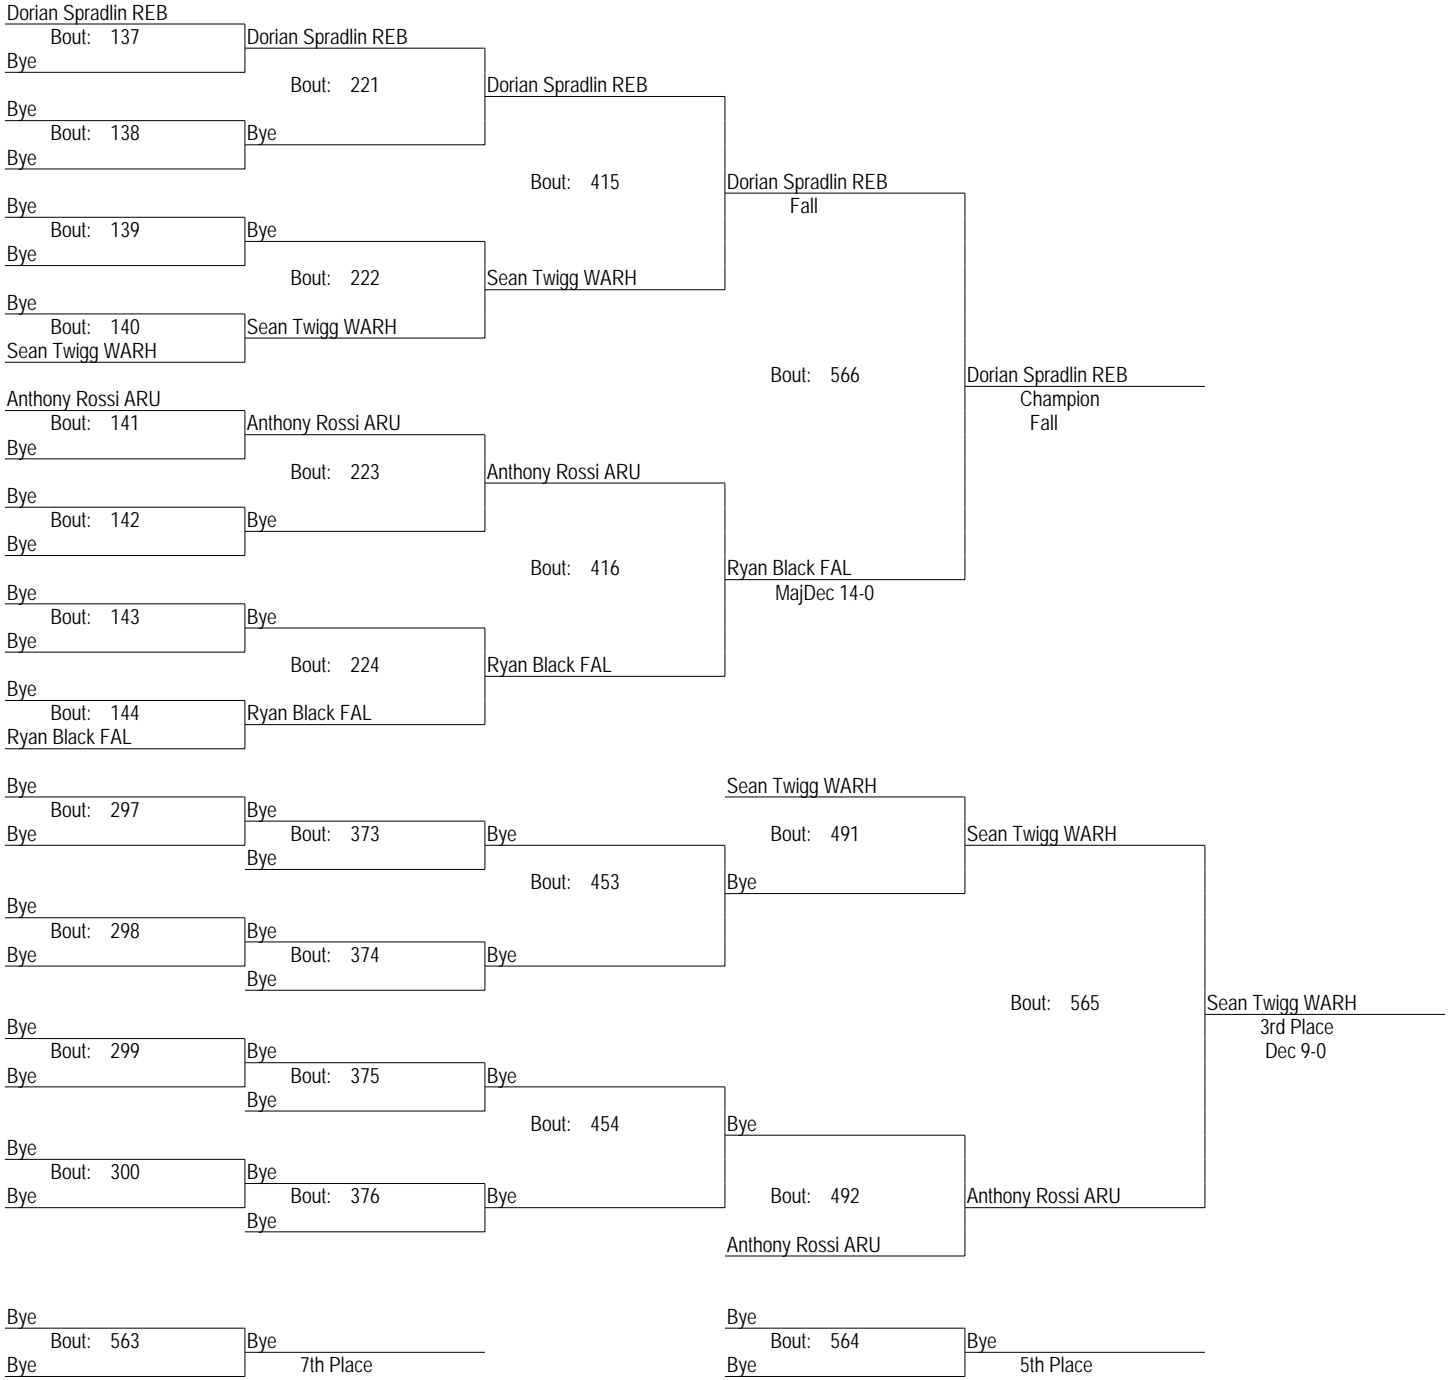 Dorian Spradlin REB
Bout: 137 Dorian Spradlin REB
Bye
Bout: 221 Dorian Spradlin REB
Bye
Bout: 138 Bye
Bye
Bout: 415 Dorian Spradlin REB
Bye Fall
Bout: 139 Bye
Bye
Bout: 222 Sean Twigg WARH
Bye
Bout: 140 Sean Twigg WARH
Sean Twigg WARH
Bout: 566 Dorian Spradlin REB
Anthony Rossi ARU Champion
Bout: 141 Anthony Rossi ARU Fall
Bye
Bout: 223 Anthony Rossi ARU
Bye
Bout: 142 Bye
Bye
Bout: 416 Ryan Black FAL
Bye MajDec 14-0
Bout: 143 Bye
Bye
Bout: 224 Ryan Black FAL
Bye
Bout: 144 Ryan Black FAL
Ryan Black FAL
Bye Sean Twigg WARH
Bout: 297 Bye
Bye Bout: 373 Bye Bout: 491 Sean Twigg WARH
Bye
Bout: 453 Bye
Bye
Bout: 298 Bye
Bye Bout: 374 Bye
Bye
Bout: 565 Sean Twigg WARH
Bye 3rd Place
Bout: 299 Bye Dec 9-0
Bye Bout: 375 Bye
Bye
Bout: 454 Bye
Bye
Bout: 300 Bye
Bye Bout: 376 Bye Bout: 492 Anthony Rossi ARU
Bye
Anthony Rossi ARU
Bye Bye
Bout: 563 Bye Bout: 564 Bye
Bye 7th Place Bye 5th Place